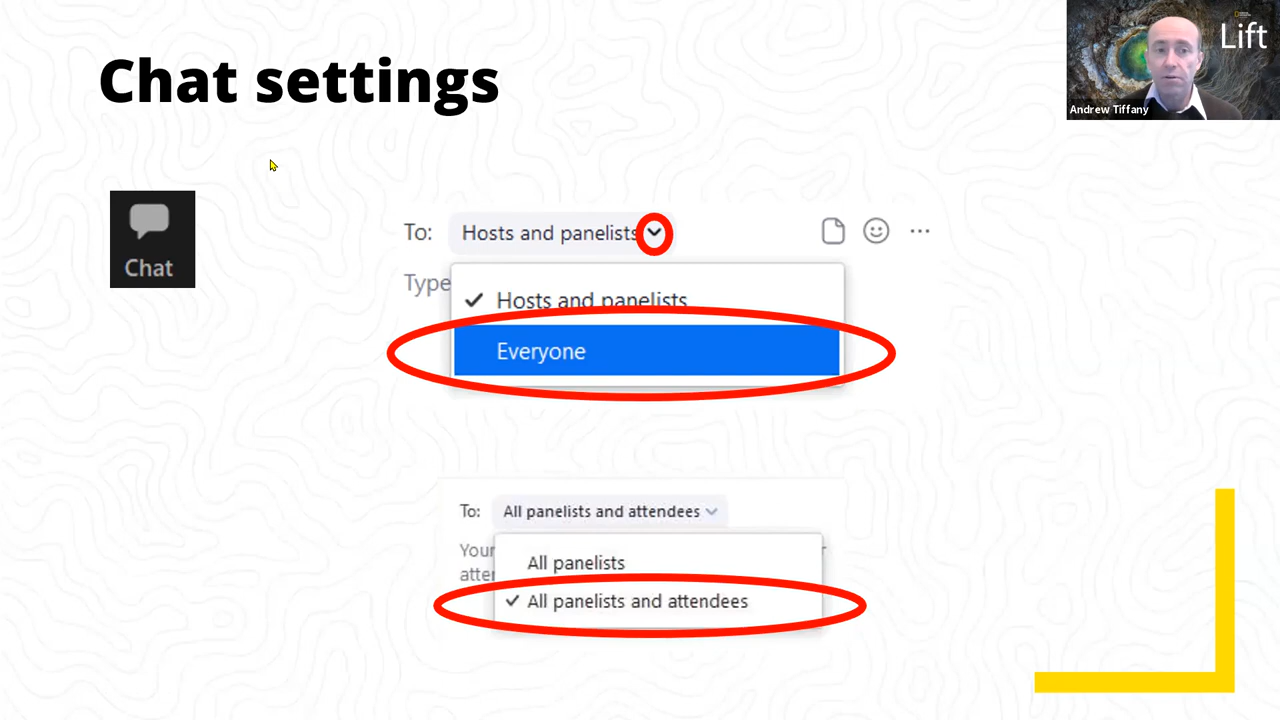 Chat settings
Lift
Andrew Tiffany
Chat
To: Hosts and panelists
Type
Hosts and panelists
Everyone
To: All panelists and attendees
Your
atten
All panelists
All panelists and attendees